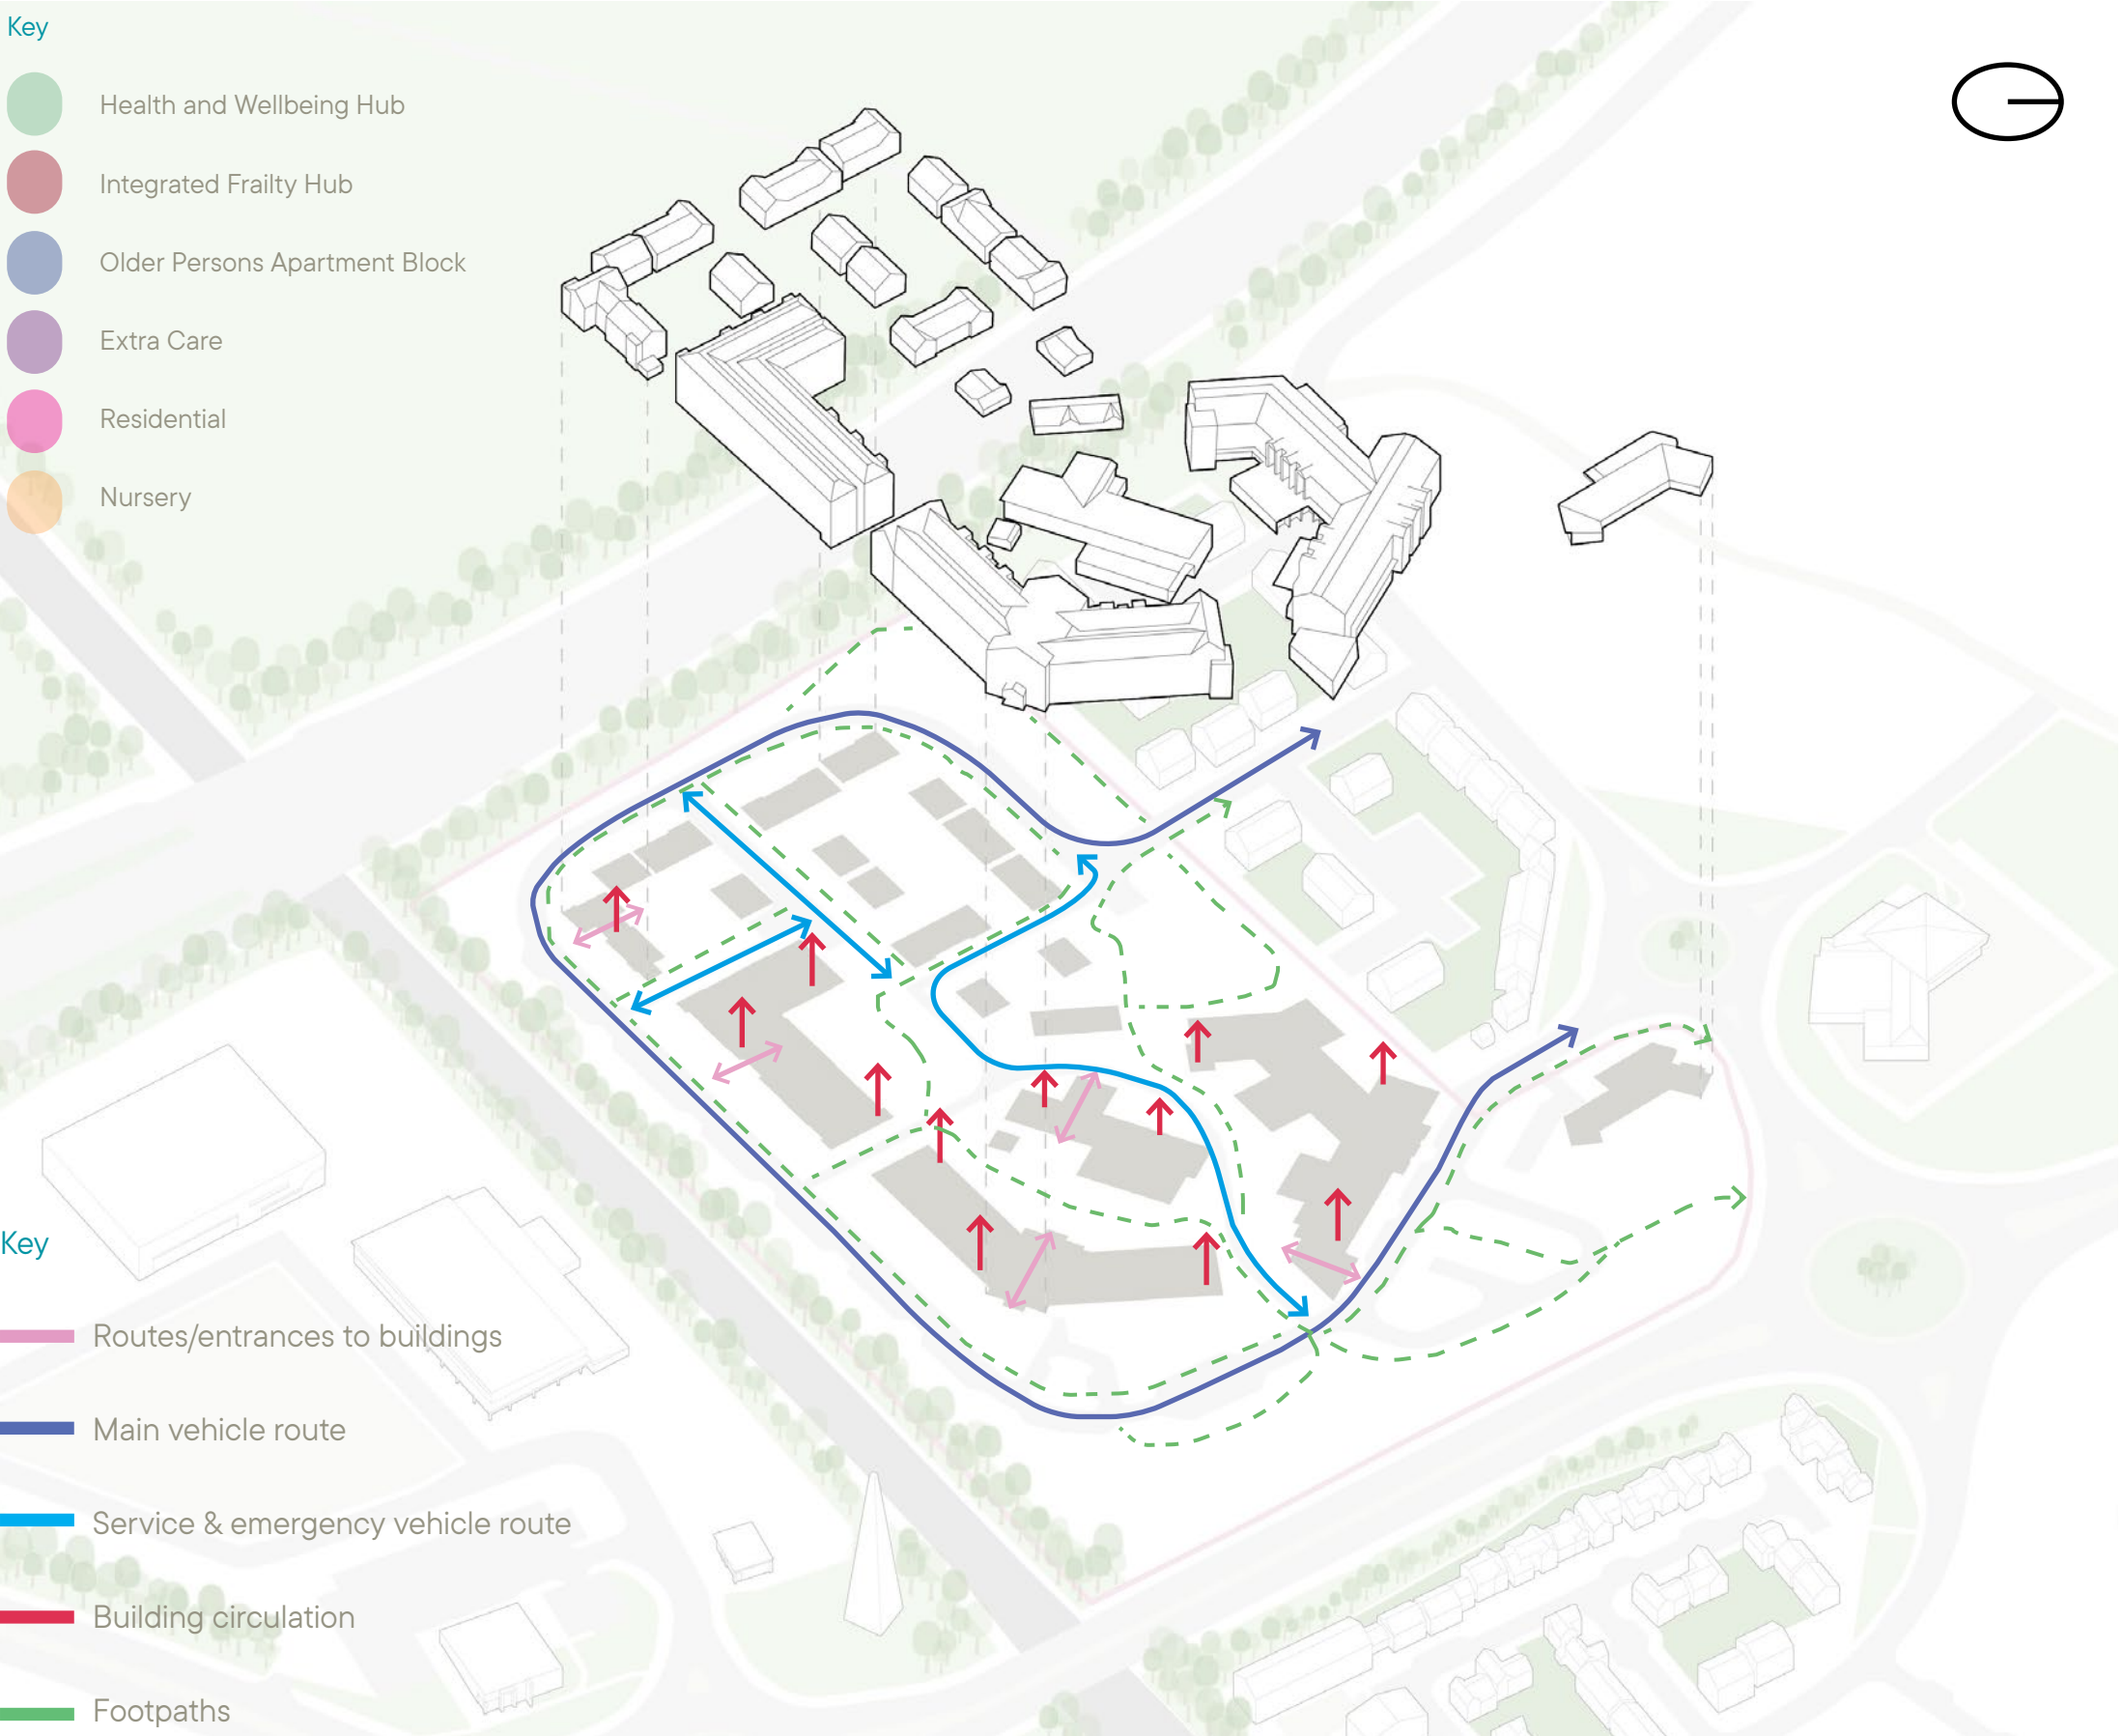 Key
Health and Wellbeing Hub
Integrated Frailty Hub
Older Persons Apartment Block
Extra Care
Residential
Nursery
Key
Routes/entrances to buildings
Main vehicle route
Service & emergency vehicle route
Building circulation
Footpaths